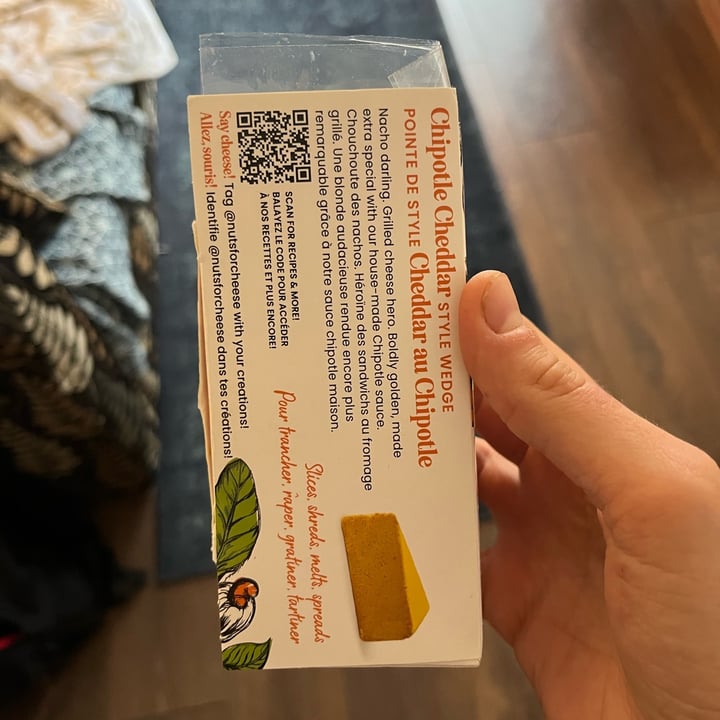 Chipotle Cheddar STYLE WEDGE
POINTE DE STYLE Cheddar au Chipotle
Nacho darling. Grilled cheese hero. Boldly golden, made
extra special with our house-made Chipotle sauce.
Chouchoute des nachos. Héroïne des sandwichs au fromage
grillé. Une blonde audacieuse rendue encore plus
remarquable grâce à notre sauce chipotle maison.
SCAN FOR RECIPES & MORE!
BALAYEZ LE CODE POUR ACCÉDER
À NOS RECETTES ET PLUS ENCORE!
Say cheese! Tag @nutsforcheese with your creations!
Allez, souris! Identifie @nutsforcheese dans tes créations!
Slices, shreds, melts, spreads
Pour trancher, râper, gratiner, tartiner